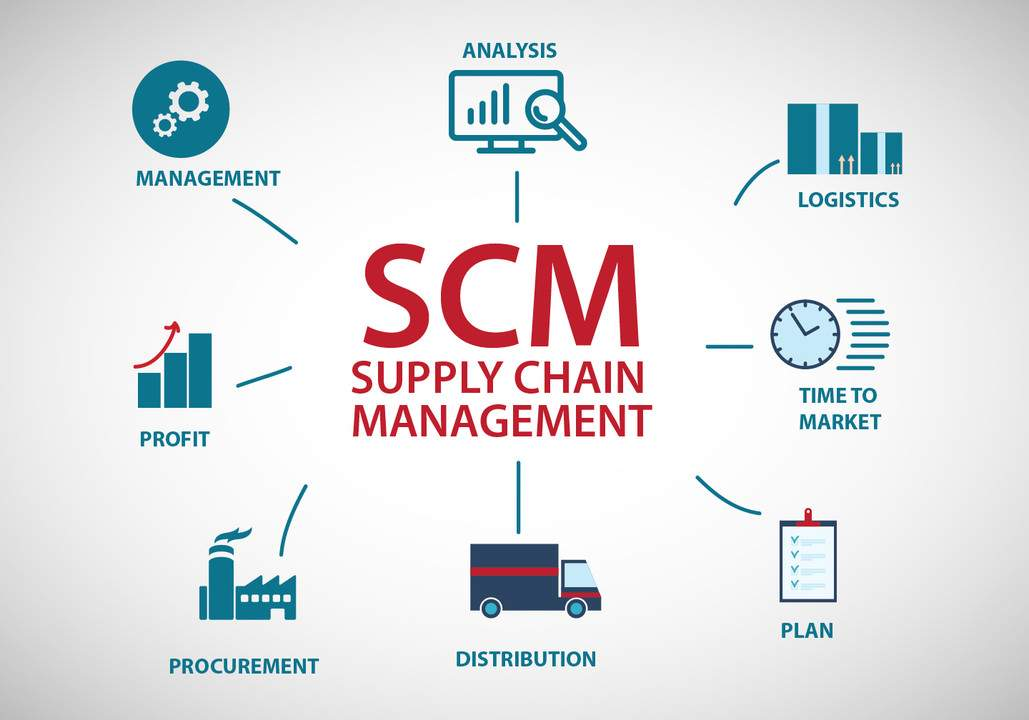 ANALYSIS
MANAGEMENT
LOGISTICS
SCM
SUPPLY CHAIN
MANAGEMENT
TIME TO
MARKET
PROFIT
PLAN
PROCUREMENT
DISTRIBUTION